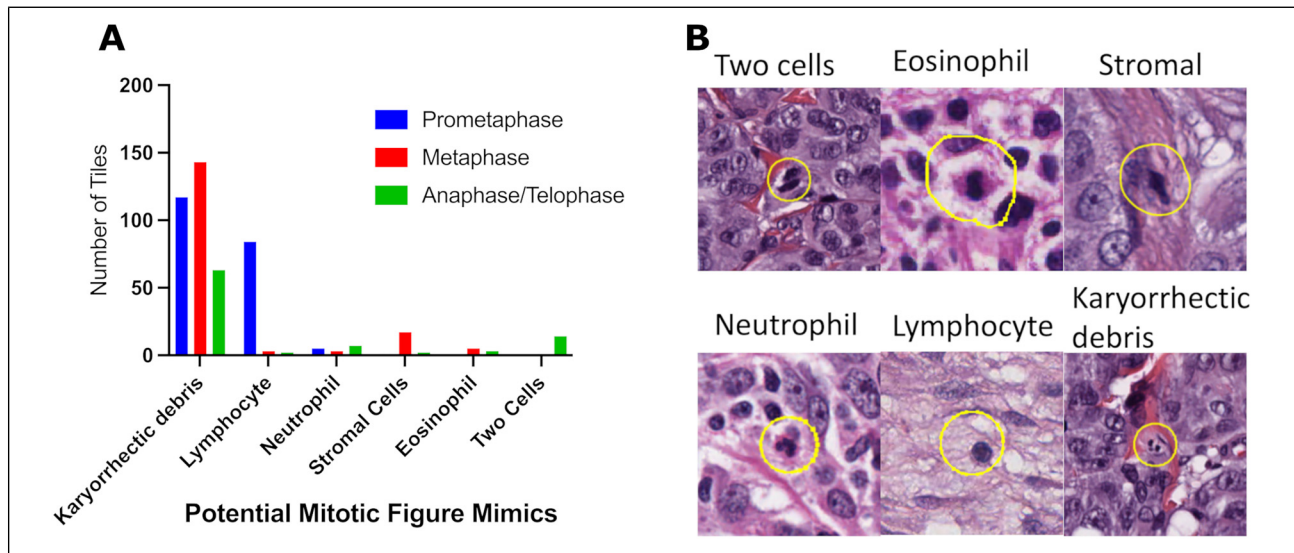 A
200
150
100
50
0
Number of Tiles
Prometaphase
Metaphase
Anaphase/Telophase
Karyorrhectic debris
Lymphocyte
Neutrophil
Stromal Cells
Eosinophil
Two Cells
Potential Mitotic Figure Mimics
B
Two cells
Eosinophil
Stromal
Neutrophil
Lymphocyte
Karyorrhectic
debris